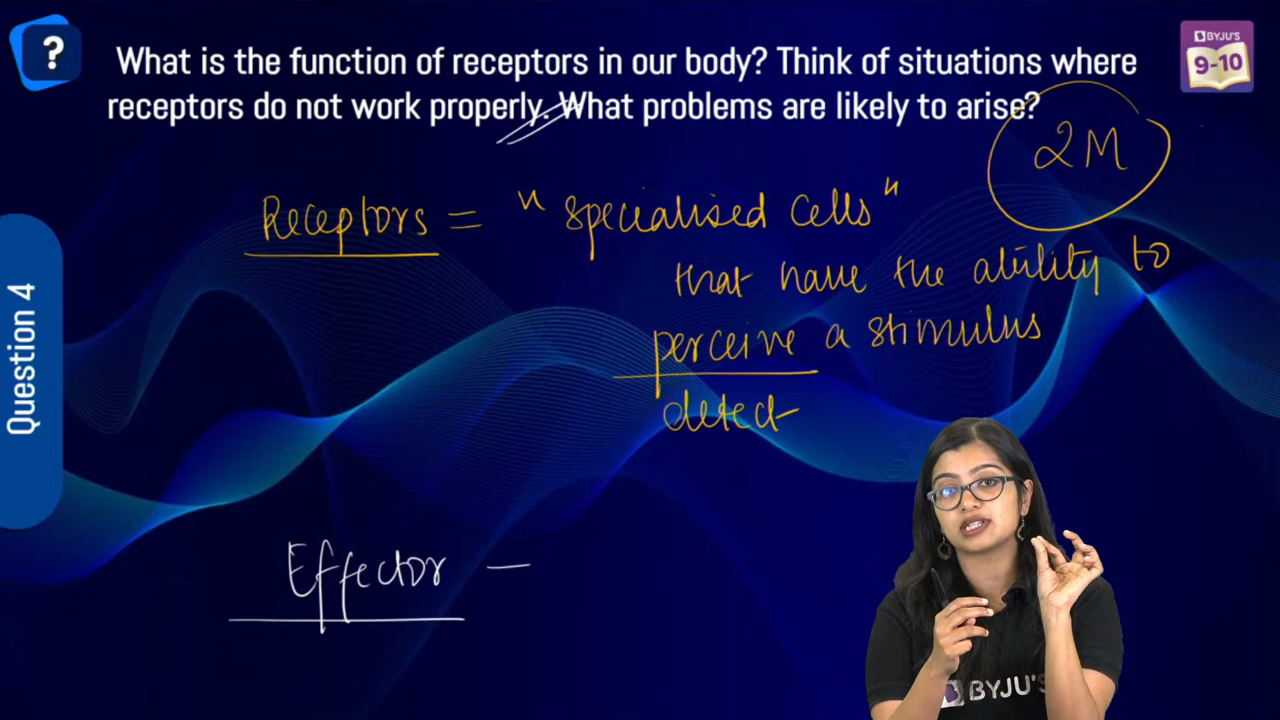 ?
What is the function of receptors in our body? Think of situations where
receptors do not work properly. What problems are likely to arise?
BYJU'S
9-10
2M
Receptors = "specialised cells"
that have the ability to
perceive a stimulus
detect
Question 4
Effector —
BYJU'S